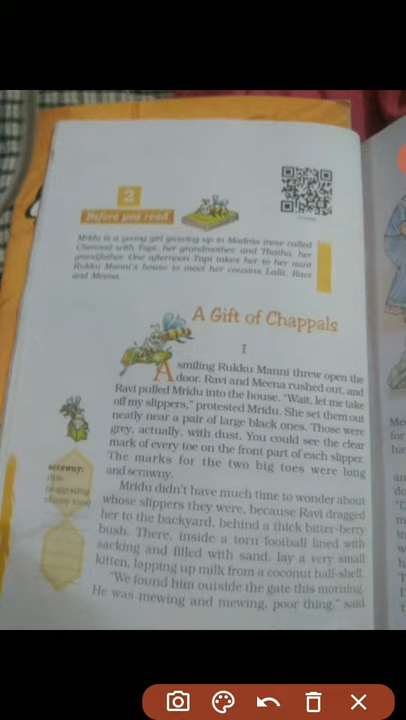 2
Before you read
Mridu is a young girl growing up in Madras (now called
Chennai) with Tapi, her grandmother, and Thatha, her
grandfather. One afternoon Tapi takes her to her aunt
Rukku Manni's house to meet her cousins Lalli, Ravi
and Meena.
A Gift of Chappals
I
A smiling Rukku Manni threw open the
door. Ravi and Meena rushed out, and
Ravi pulled Mridu into the house. "Wait, let me take
off my slippers," protested Mridu. She set them out
neatly near a pair of large black ones. Those were
grey, actually, with dust. You could see the clear
mark of every toe on the front part of each slipper.
The marks for the two big toes were long
and scrawny.
scrawny:
thin
(suggesting
skinny toes)
Mridu didn't have much time to wonder about
whose slippers they were, because Ravi dragged
her to the backyard, behind a thick bitter-berry
bush. There, inside a torn football lined with
sacking and filled with sand, lay a very small
kitten, lapping up milk from a coconut half-shell.
"We found him outside the gate this morning.
He was mewing and mewing, poor thing," said